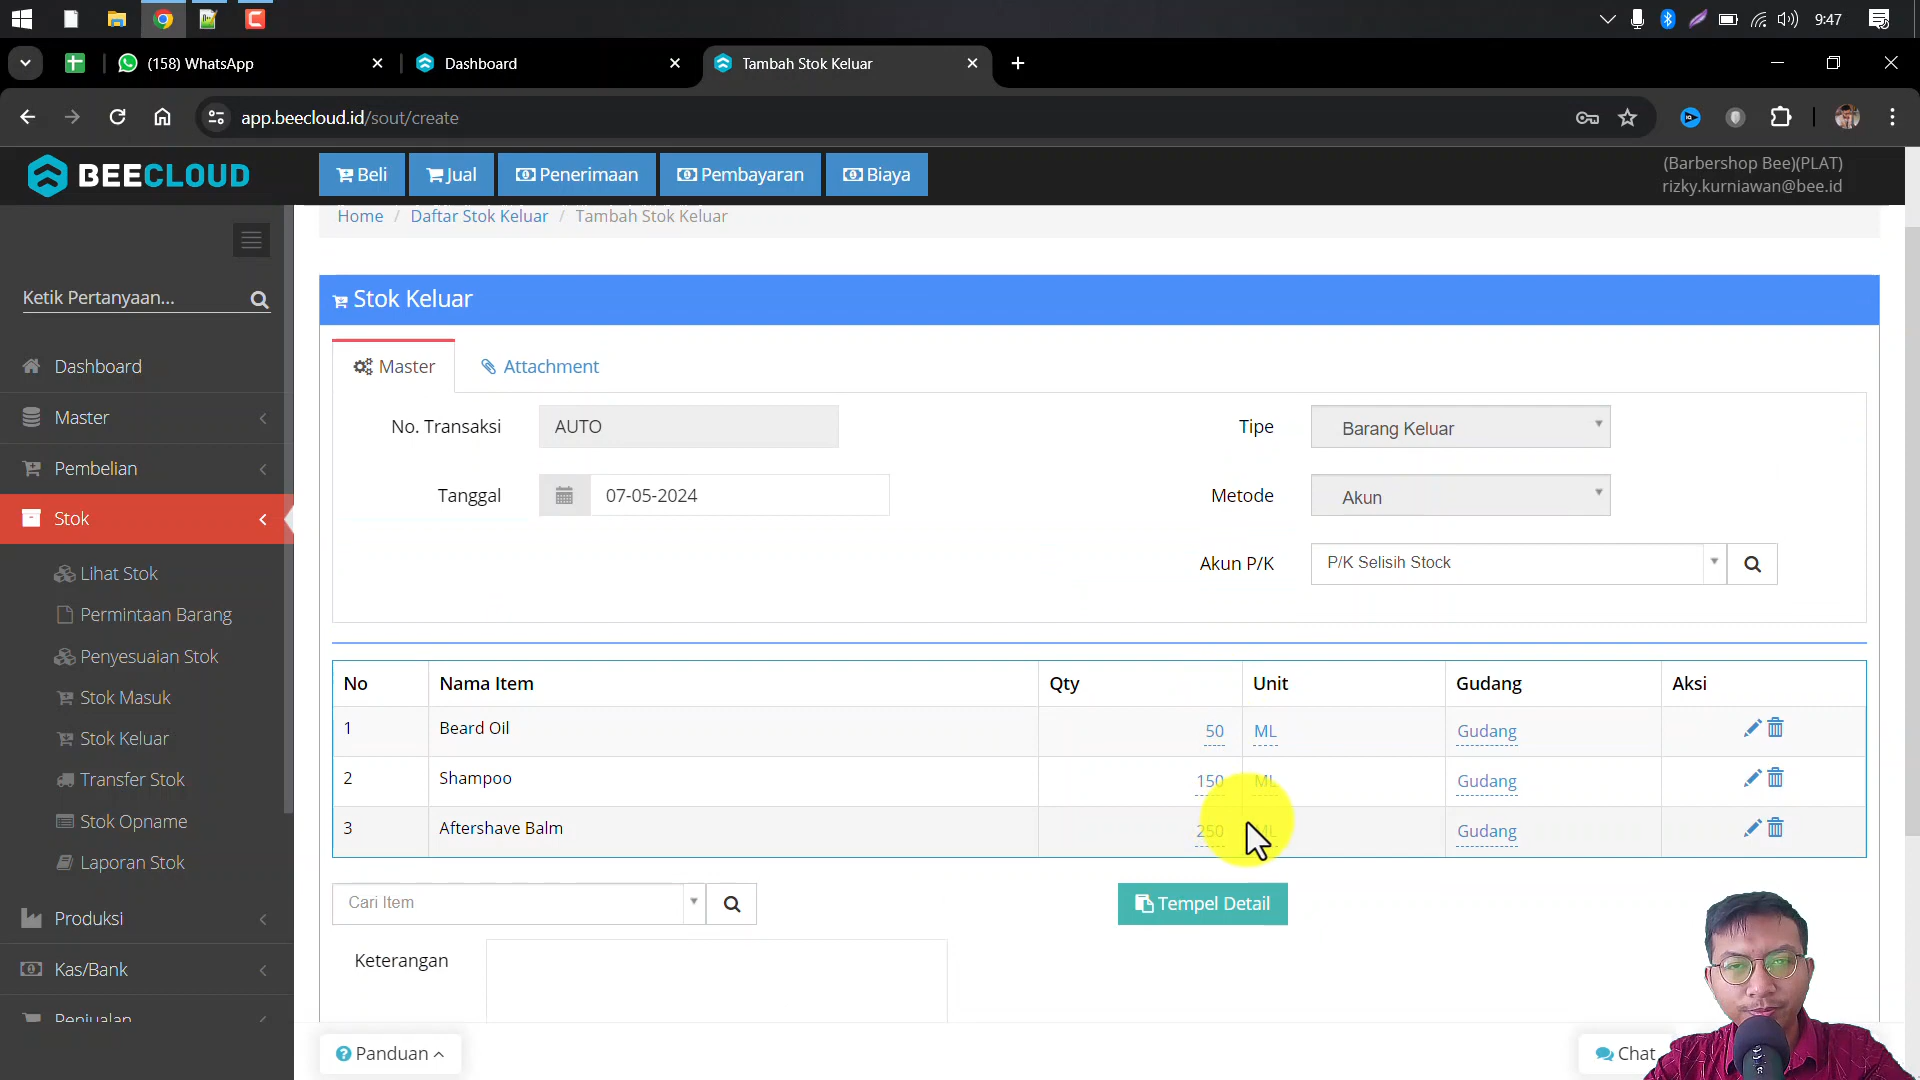 9:47
(158) WhatsApp
Dashboard
Tambah Stok Keluar
app.beecloud.id/sout/create
BEECLOUD
Beli
Jual
Penerimaan
Pembayaran
Biaya
(Barbershop Bee)(PLAT)
rizky.kurniawan@bee.id
Home / Daftar Stok Keluar / Tambah Stok Keluar
Ketik Pertanyaan...
Dashboard
Master
Pembelian
Stok
Lihat Stok
Permintaan Barang
Penyesuaian Stok
Stok Masuk
Stok Keluar
Transfer Stok
Stok Opname
Laporan Stok
Produksi
Kas/Bank
Penjualan
Stok Keluar
Master
Attachment
No. Transaksi AUTO
Tipe Barang Keluar
Tanggal 07-05-2024
Metode Akun
Akun P/K P/K Selisih Stock
No Nama Item Qty Unit Gudang Aksi
1 Beard Oil 50 ML Gudang
2 Shampoo 150 ML Gudang
3 Aftershave Balm 250 ML Gudang
Cari Item
Tempel Detail
Keterangan
Panduan
Chat